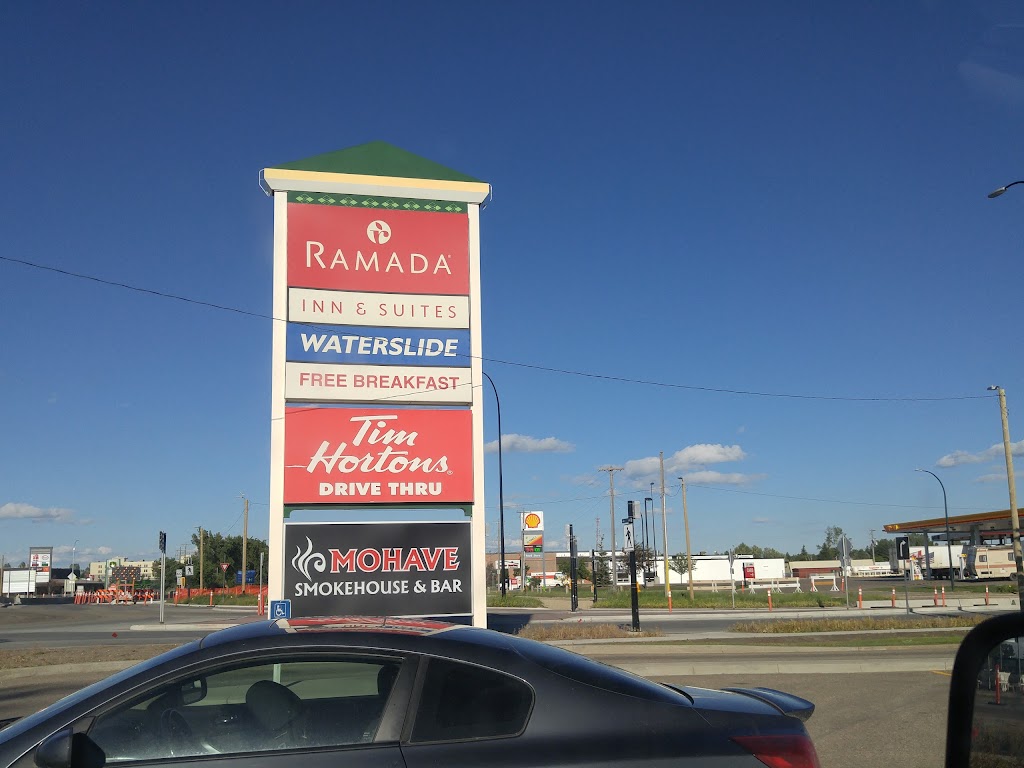 RAMADA
INN & SUITES
WATERSLIDE
FREE BREAKFAST
Tim
Hortons
DRIVE THRU
MOHAVE
SMOKEHOUSE & BAR